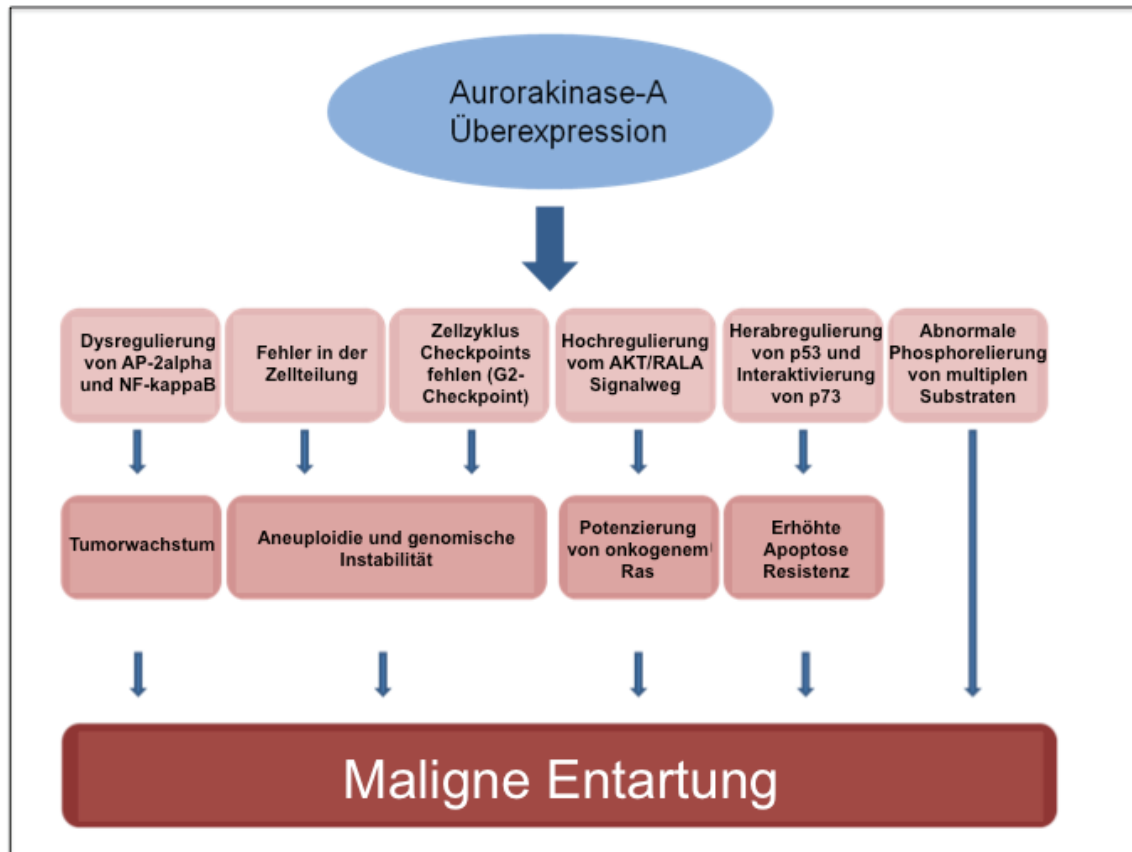 Aurorakinase-A
Überexpression
Dysregulierung
von AP-2alpha
und NF-kappaB
Fehler in der
Zellteilung
Zellzyklus
Checkpoints
fehlen (G2-
Checkpoint)
Hochregulierung
vom AKT/RALA
Signalweg
Herabregulierung
von p53 und
Interaktivierung
von p73
Abnormale
Phosphorelierung
von multiplen
Substraten
Tumorwachstum
Aneuploidie und genomische
Instabilität
Potenzierung
von onkogenem
Ras
Erhöhte
Apoptose
Resistenz
Maligne Entartung